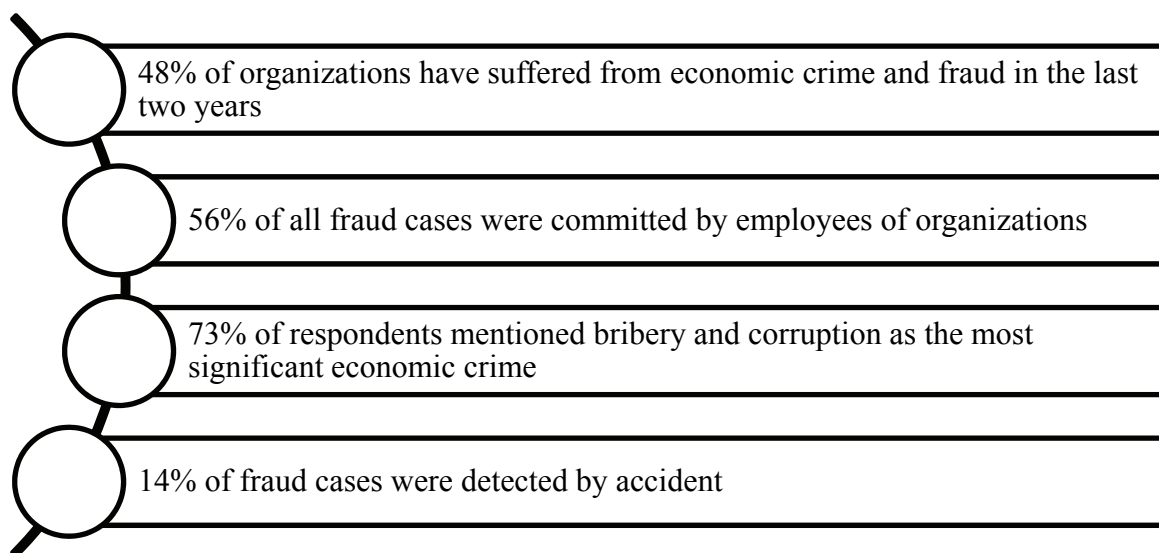 48% of organizations have suffered from economic crime and fraud in the last
two years
56% of all fraud cases were committed by employees of organizations
73% of respondents mentioned bribery and corruption as the most
significant economic crime
14% of fraud cases were detected by accident